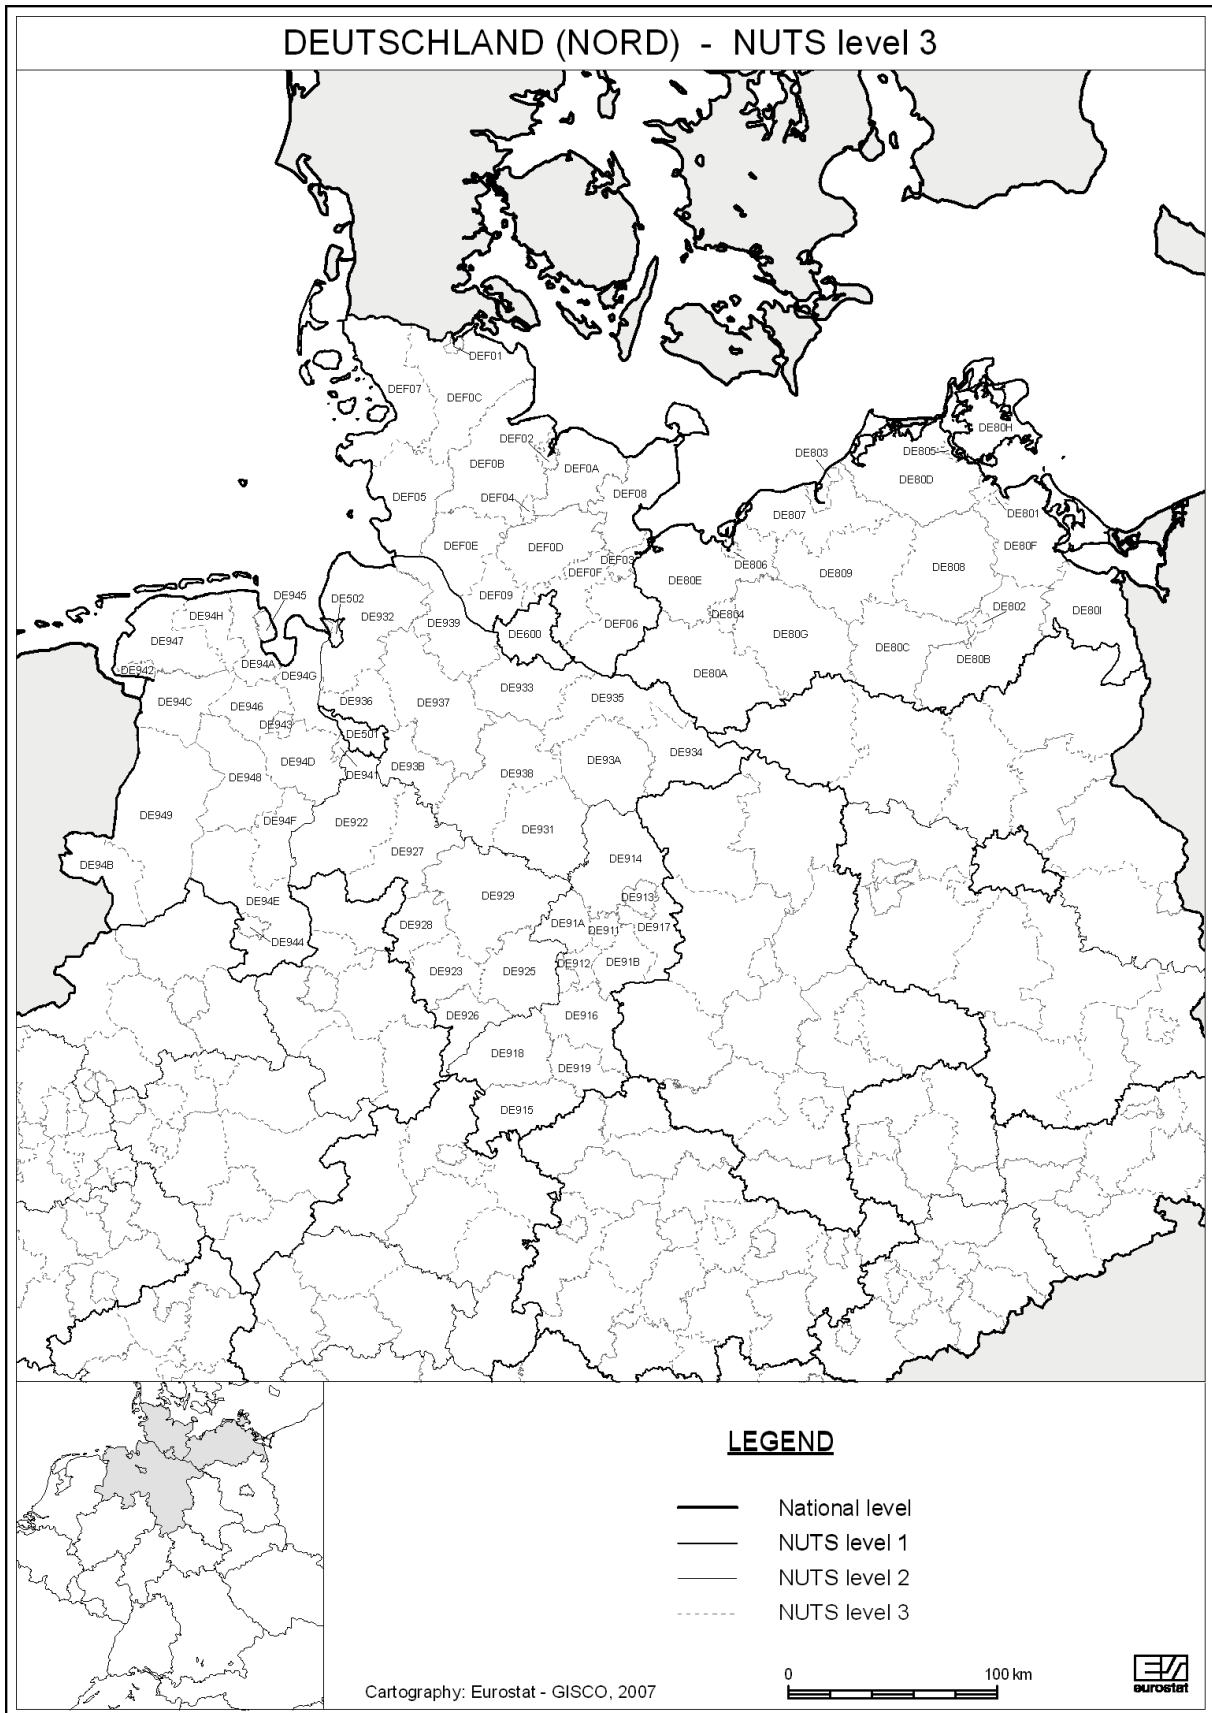 DEUTSCHLAND (NORD) - NUTS level 3
DEF01
DEF07
DEF0C
DEF02
DEF0B
DEF0A
DEF04
DEF08
DEF05
DEF0E
DEF0D
DEF03
DEF0F
DEF09
DEF06
DE80H
DE805
DE803
DE80D
DE807
DE801
DE80F
DE806
DE80E
DE809
DE808
DE802
DE80I
DE804
DE80G
DE80C
DE80B
DE80A
DE945
DE502
DE94H
DE932
DE939
DE947
DE600
DE942
DE94A
DE94G
DE94C
DE946
DE936
DE937
DE933
DE935
DE943
DE501
DE934
DE94D
DE941
DE93B
DE938
DE93A
DE948
DE949
DE94F
DE922
DE931
DE927
DE914
DE94B
DE94E
DE929
DE913
DE928
DE91A
DE911
DE917
DE944
DE923
DE925
DE912
DE91B
DE926
DE916
DE918
DE919
DE915
LEGEND
National level
NUTS level 1
NUTS level 2
NUTS level 3
0 100 km
Cartography: Eurostat - GISCO, 2007
eurostat